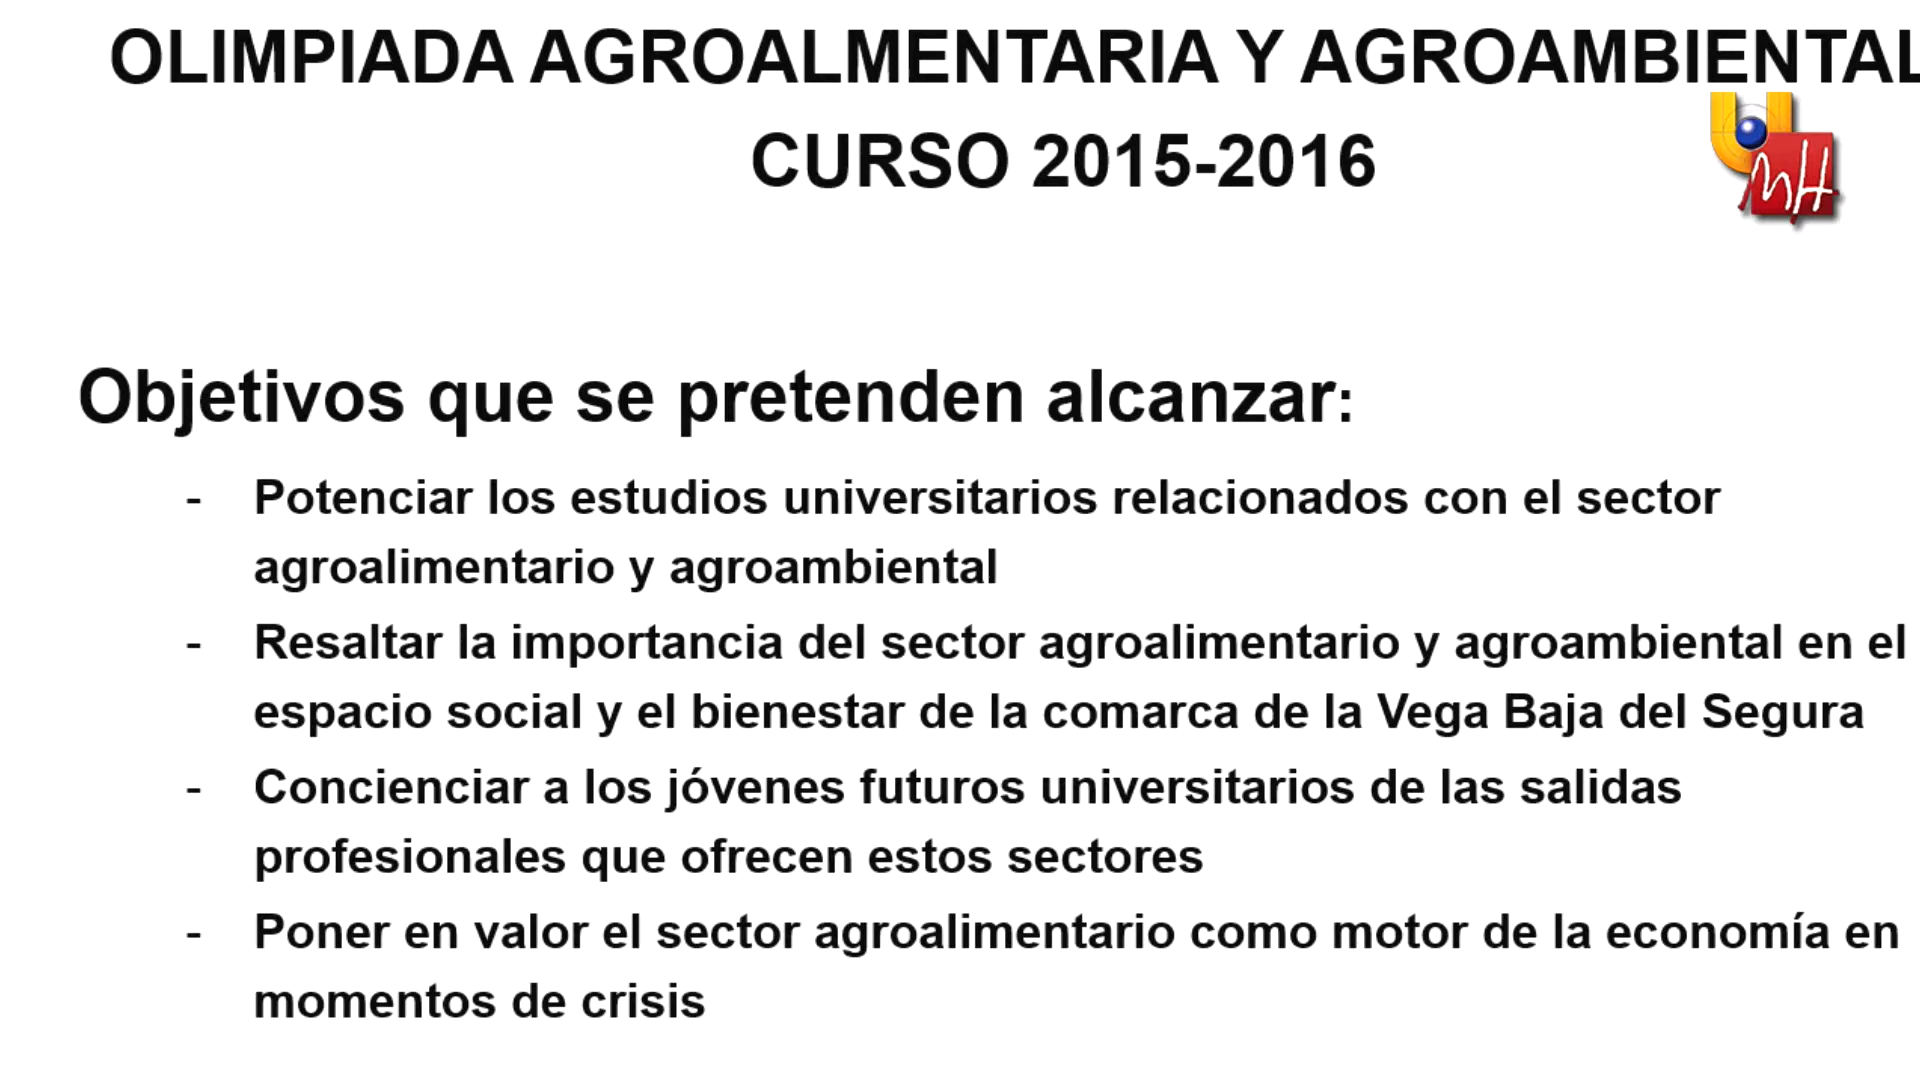 OLIMPIADA AGROALMENTARIA Y AGROAMBIENTAL
CURSO 2015-2016
UMH
Objetivos que se pretenden alcanzar:
- Potenciar los estudios universitarios relacionados con el sector
agroalimentario y agroambiental
- Resaltar la importancia del sector agroalimentario y agroambiental en el
espacio social y el bienestar de la comarca de la Vega Baja del Segura
- Concienciar a los jóvenes futuros universitarios de las salidas
profesionales que ofrecen estos sectores
- Poner en valor el sector agroalimentario como motor de la economía en
momentos de crisis